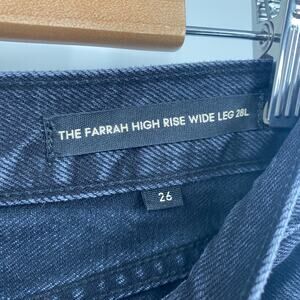 THE FARRAH HIGH RISE WIDE LEG 28L
26